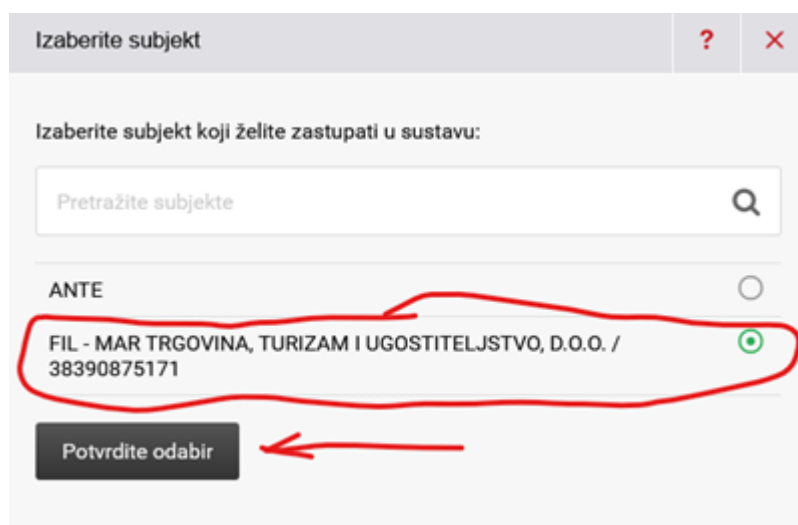 Izaberite subjekt
?
Izaberite subjekt koji želite zastupati u sustavu:
Pretražite subjekte
ANTE
FIL - MAR TRGOVINA, TURIZAM I UGOSTITELJSTVO, D.O.O. /
38390875171
Potvrdite odabir